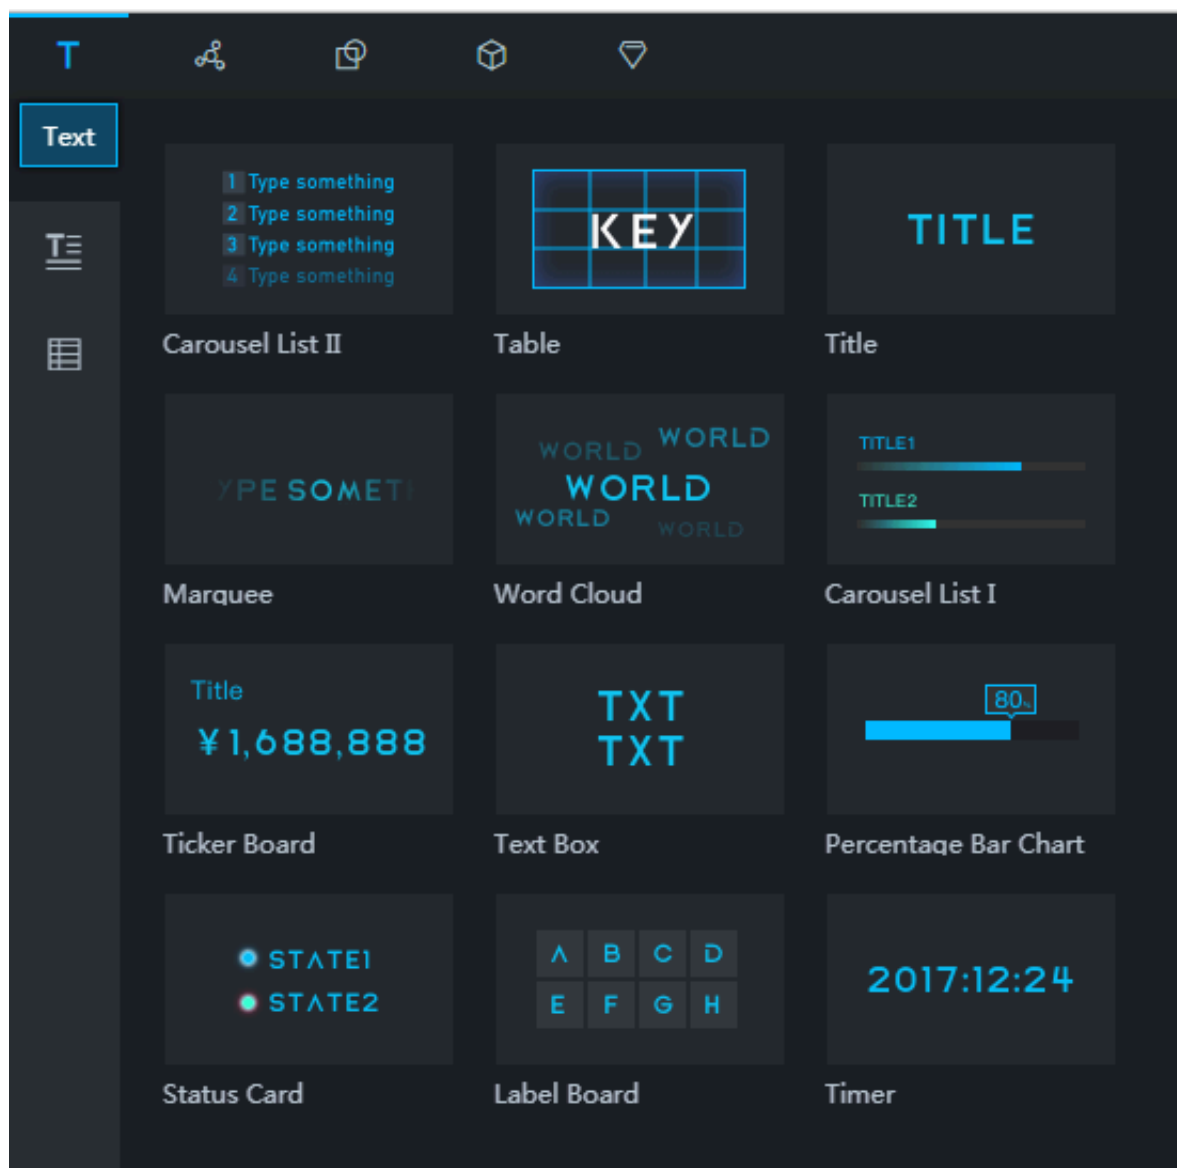 T
Text
1 Type something
2 Type something
3 Type something
4 Type something
Carousel List II
KEY
Table
TITLE
Title
YPE SOMETH
Marquee
WORLD
WORLD
WORLD
WORLD
WORLD
Word Cloud
TITLE1
TITLE2
Carousel List I
Title
¥1,688,888
Ticker Board
TXT
TXT
Text Box
80%
Percentage Bar Chart
STATE1
STATE2
Status Card
A B C D
E F G H
Label Board
2017:12:24
Timer